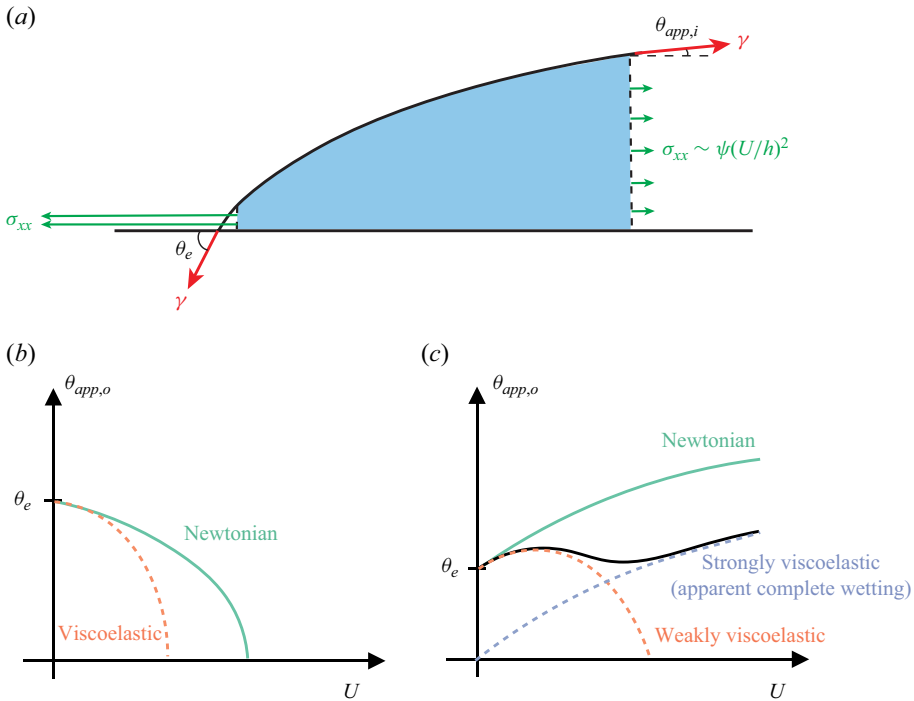 (a)
θapp,i
γ
σxx ~ ψ(U/h)²
σxx
θe
γ
(b)
θapp,o
θe
Newtonian
Viscoelastic
U
(c)
θapp,o
Newtonian
θe
Strongly viscoelastic
(apparent complete wetting)
Weakly viscoelastic
U